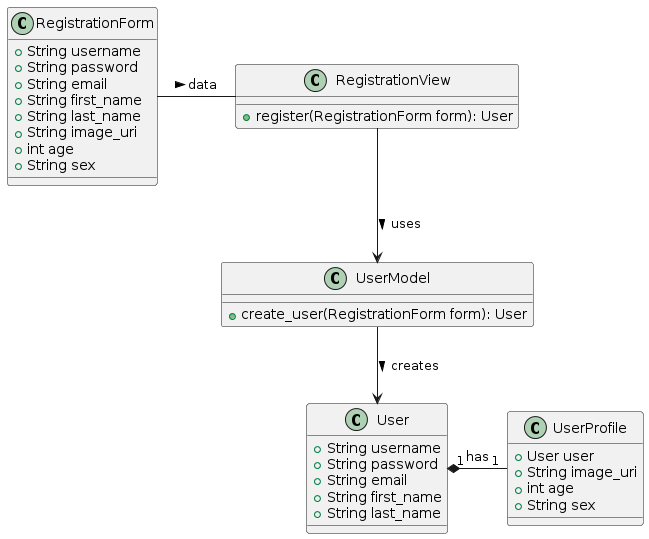 C RegistrationForm
String username
String password
String email
String first_name
String last_name
String image_uri
int age
String sex
data
C RegistrationView
register(RegistrationForm form): User
uses
C UserModel
create_user(RegistrationForm form): User
creates
C User
String username
String password
String email
String first_name
String last_name
1 has 1
C UserProfile
User user
String image_uri
int age
String sex